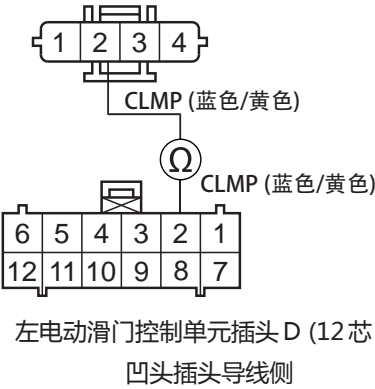 1 2 3 4
CLMP (蓝色/黄色)
Ω
CLMP (蓝色/黄色)
6 5 4 3 2 1
12 11 10 9 8 7
左电动滑门控制单元插头 D (12 芯
凹头插头导线侧